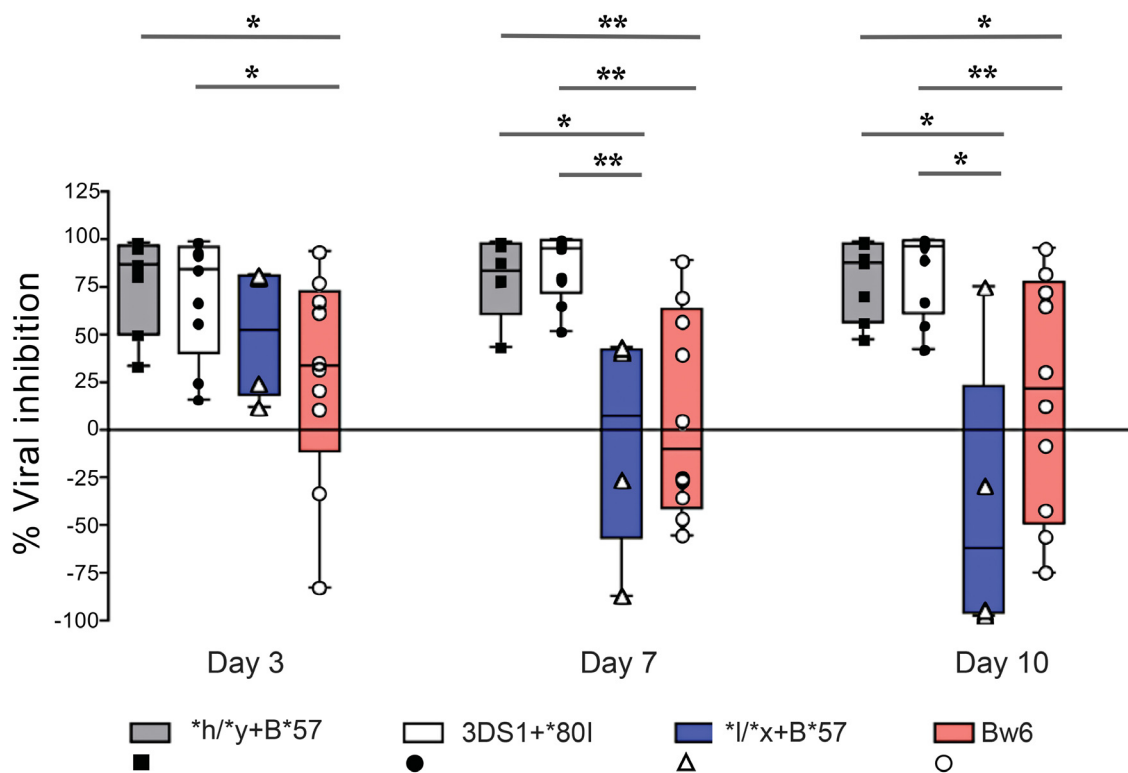 * ** *
* ** **
* *
** *
125
100
75
50
25
0
-25
-50
-75
-100
% Viral inhibition
Day 3 Day 7 Day 10
*h/*y+B*57 3DS1+*80I *l/*x+B*57 Bw6